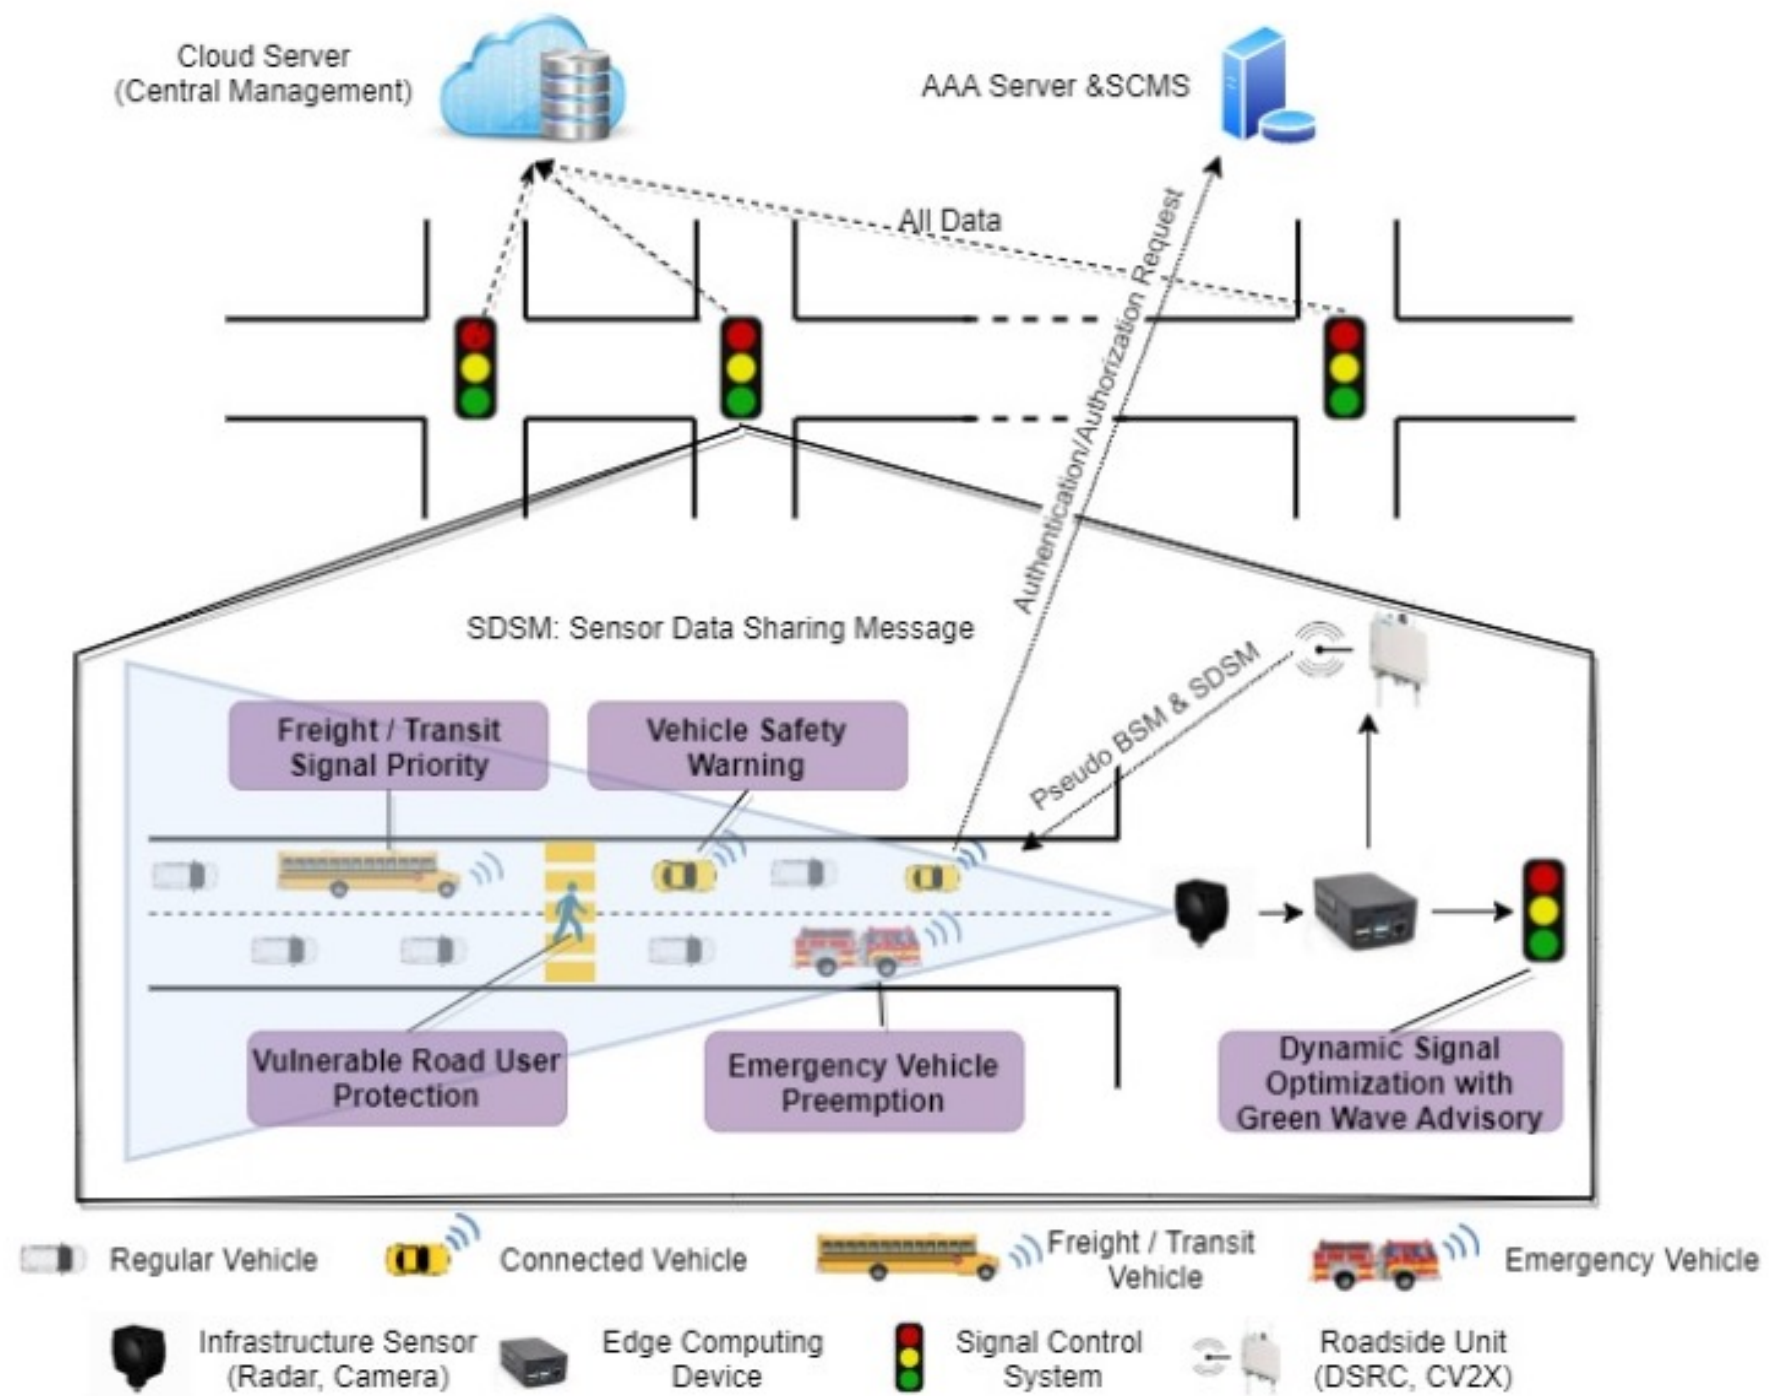 Cloud Server
(Central Management)
AAA Server &SCMS
All Data
Authentication/Authorization Request
SDSM: Sensor Data Sharing Message
Pseudo BSM & SDSM
Freight / Transit
Signal Priority
Vehicle Safety
Warning
Vulnerable Road User
Protection
Emergency Vehicle
Preemption
Dynamic Signal
Optimization with
Green Wave Advisory
Regular Vehicle
Connected Vehicle
Freight / Transit
Vehicle
Emergency Vehicle
Infrastructure Sensor
(Radar, Camera)
Edge Computing
Device
Signal Control
System
Roadside Unit
(DSRC, CV2X)